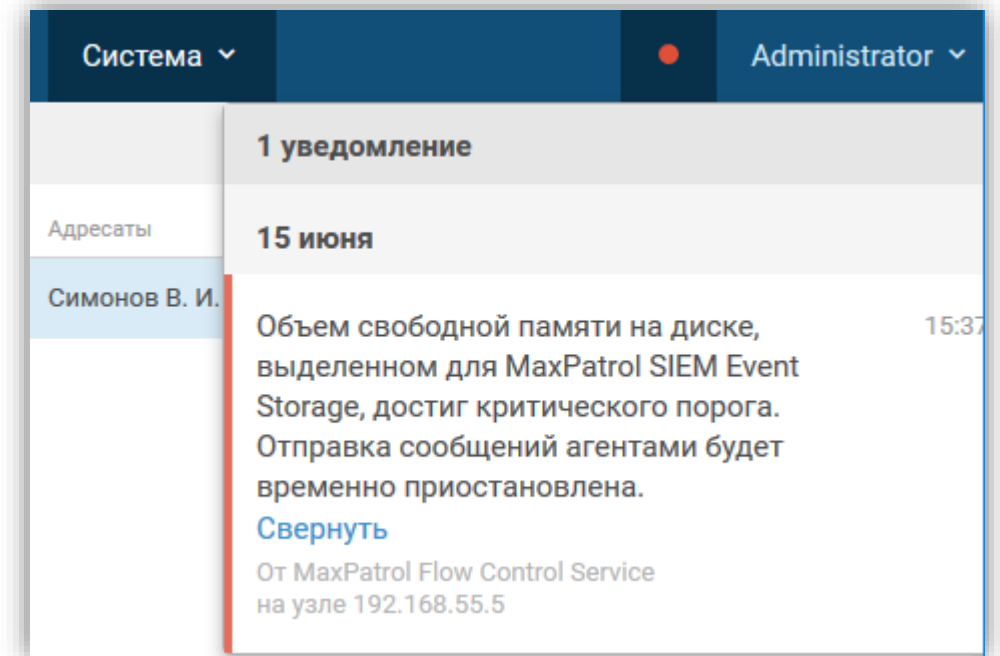 Система
Administrator
1 уведомление
Адресаты
15 июня
Симонов В. И.
Объем свободной памяти на диске,
15:37
выделенном для MaxPatrol SIEM Event
Storage, достиг критического порога.
Отправка сообщений агентами будет
временно приостановлена.
Свернуть
От MaxPatrol Flow Control Service
на узле 192.168.55.5